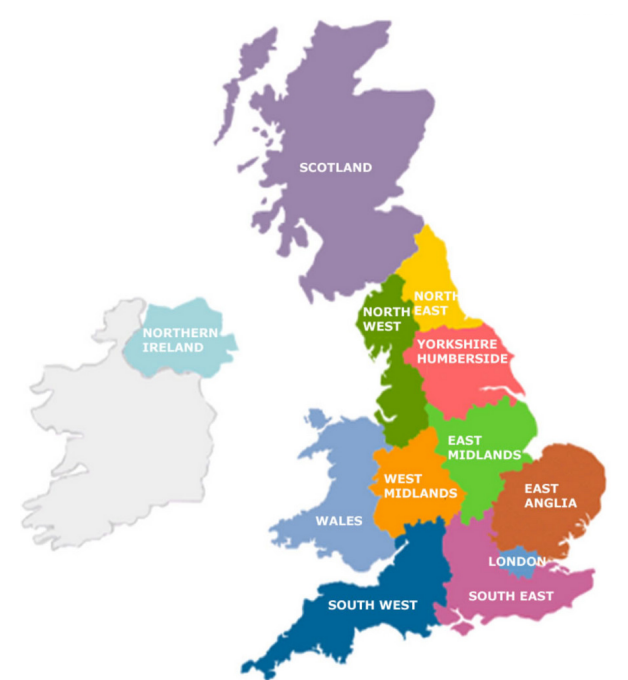 SCOTLAND
NORTH
EAST
NORTH
WEST
NORTHERN
IRELAND
YORKSHIRE
HUMBERSIDE
EAST
MIDLANDS
WEST
MIDLANDS
EAST
ANGLIA
WALES
LONDON
SOUTH EAST
SOUTH WEST